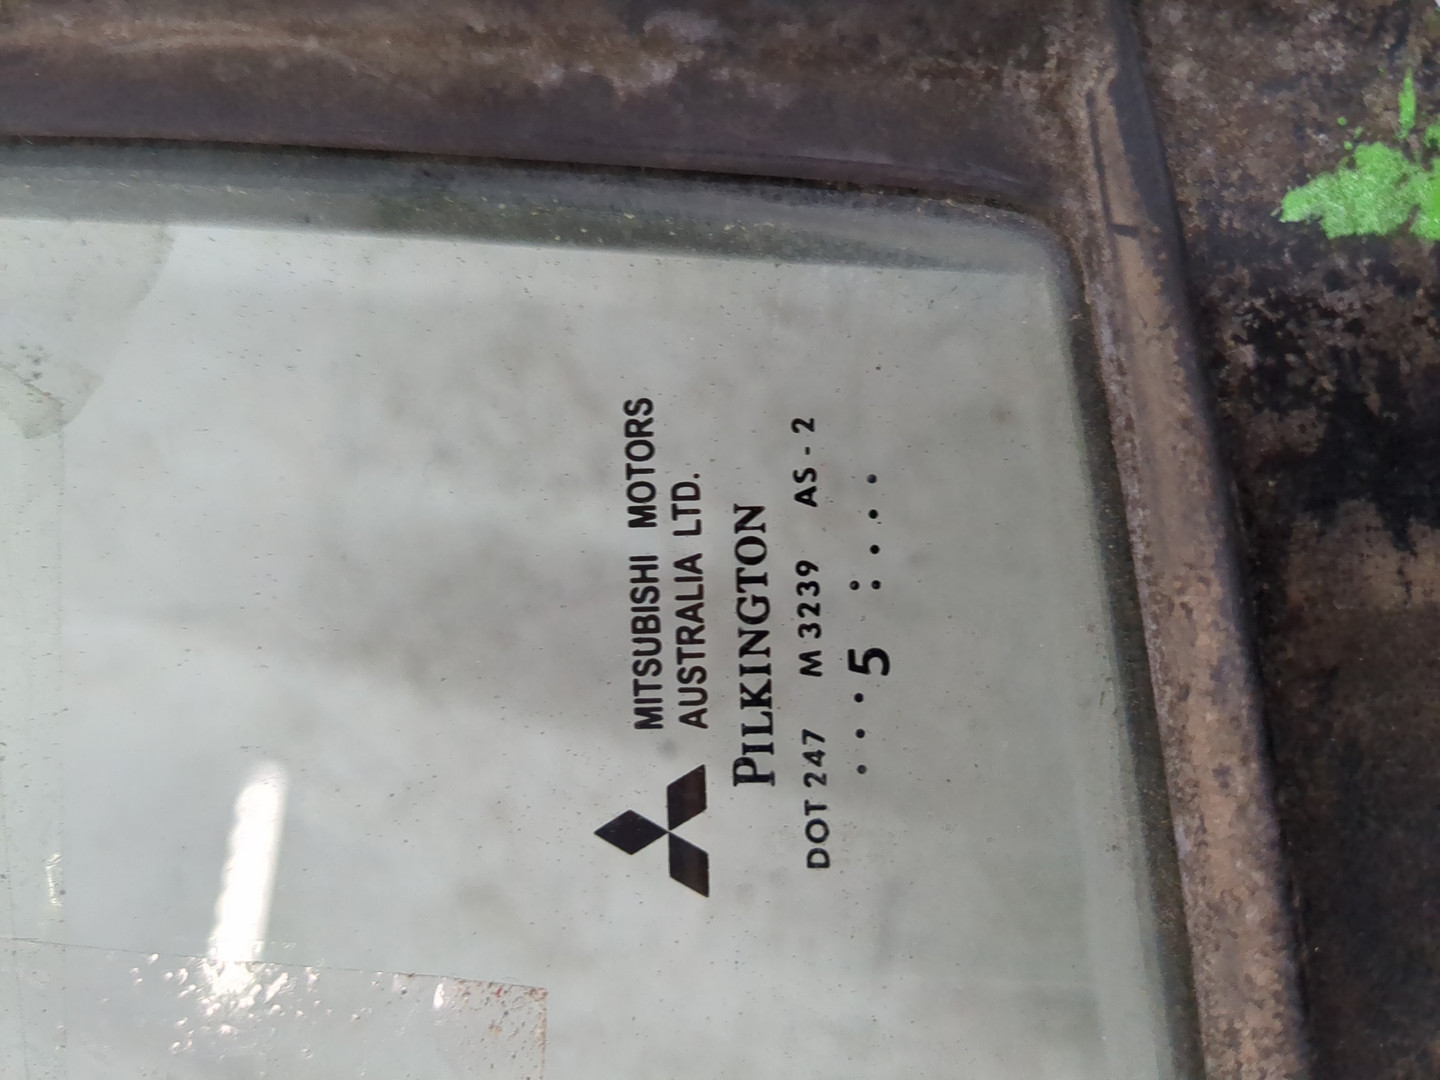 MITSUBISHI MOTORS
AUSTRALIA LTD.
PILKINGTON
DOT 247 M 3239 AS-2
...5 :....